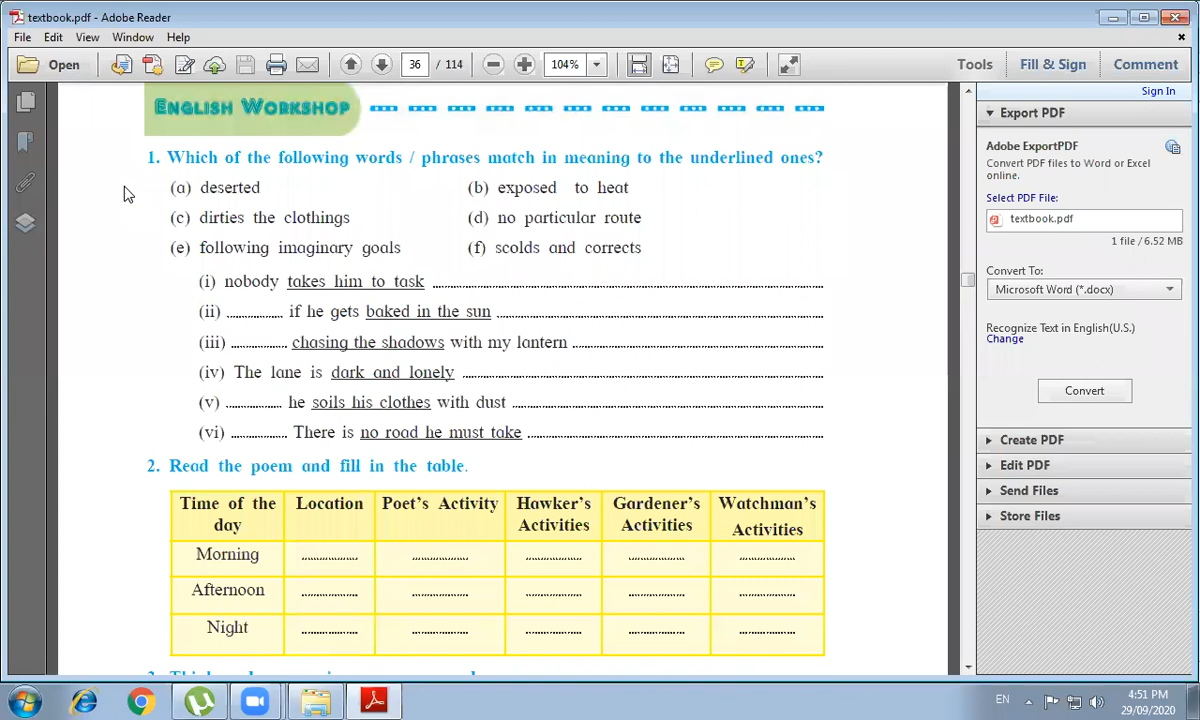 textbook.pdf - Adobe Reader
File Edit View Window Help
Open 36 / 114 104% Tools Fill & Sign Comment
Sign In
ENGLISH WORKSHOP
1. Which of the following words / phrases match in meaning to the underlined ones?
(a) deserted (b) exposed to heat
(c) dirties the clothings (d) no particular route
(e) following imaginary goals (f) scolds and corrects
(i) nobody takes him to task ........................
(ii) ............... if he gets baked in the sun ........................
(iii) ............... chasing the shadows with my lantern ........................
(iv) The lane is dark and lonely ........................
(v) ............... he soils his clothes with dust ........................
(vi) ............... There is no road he must take ........................
2. Read the poem and fill in the table.
Time of the day Location Poet's Activity Hawker's Activities Gardener's Activities Watchman's Activities
Morning ............... ............... ............... ............... ...............
Afternoon ............... ............... ............... ............... ...............
Night ............... ............... ............... ............... ...............
Export PDF
Adobe ExportPDF
Convert PDF files to Word or Excel
online.
Select PDF File:
textbook.pdf
1 file / 6.52 MB
Convert To:
Microsoft Word (*.docx)
Recognize Text in English(U.S.)
Change
Convert
Create PDF
Edit PDF
Send Files
Store Files
EN
4:51 PM
29/09/2020